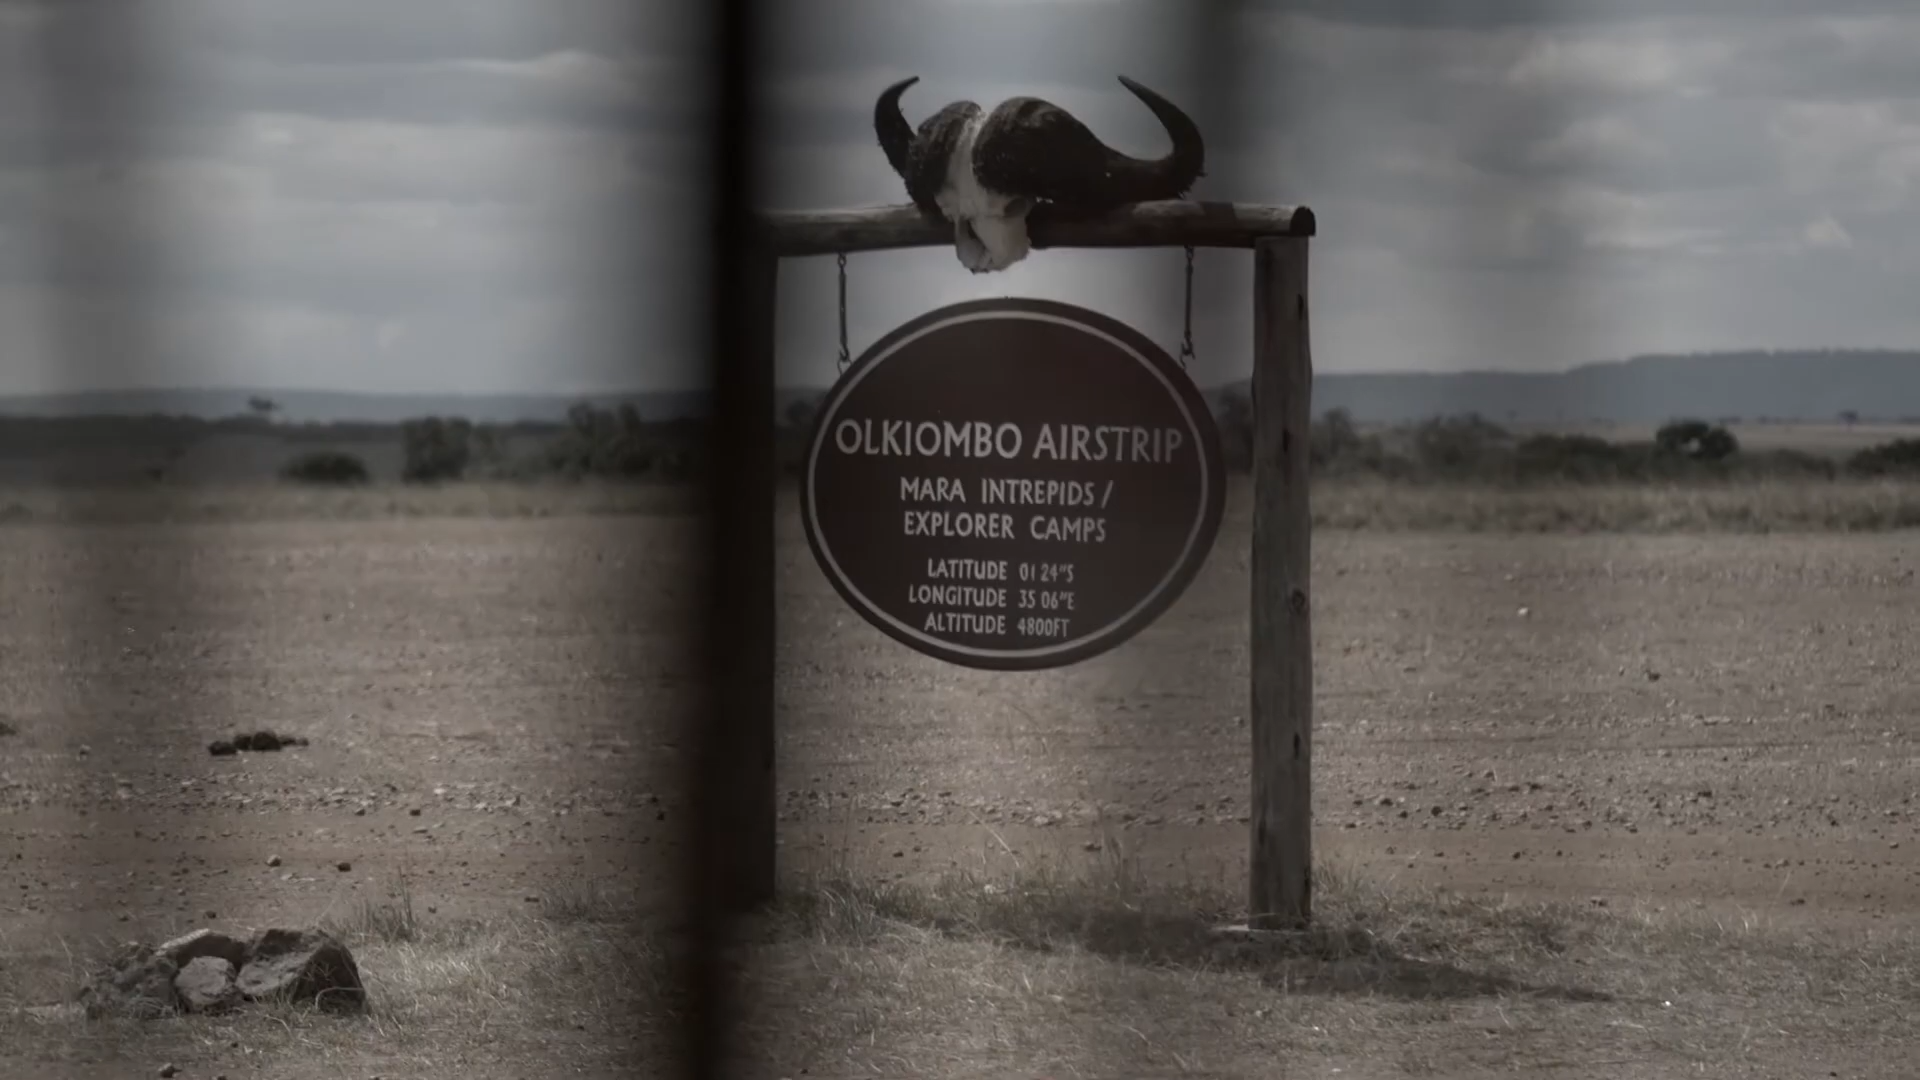 OLKIOMBO AIRSTRIP
MARA INTREPIDS /
EXPLORER CAMPS
LATITUDE 01 24"S
LONGITUDE 35 06"E
ALTITUDE 4800FT